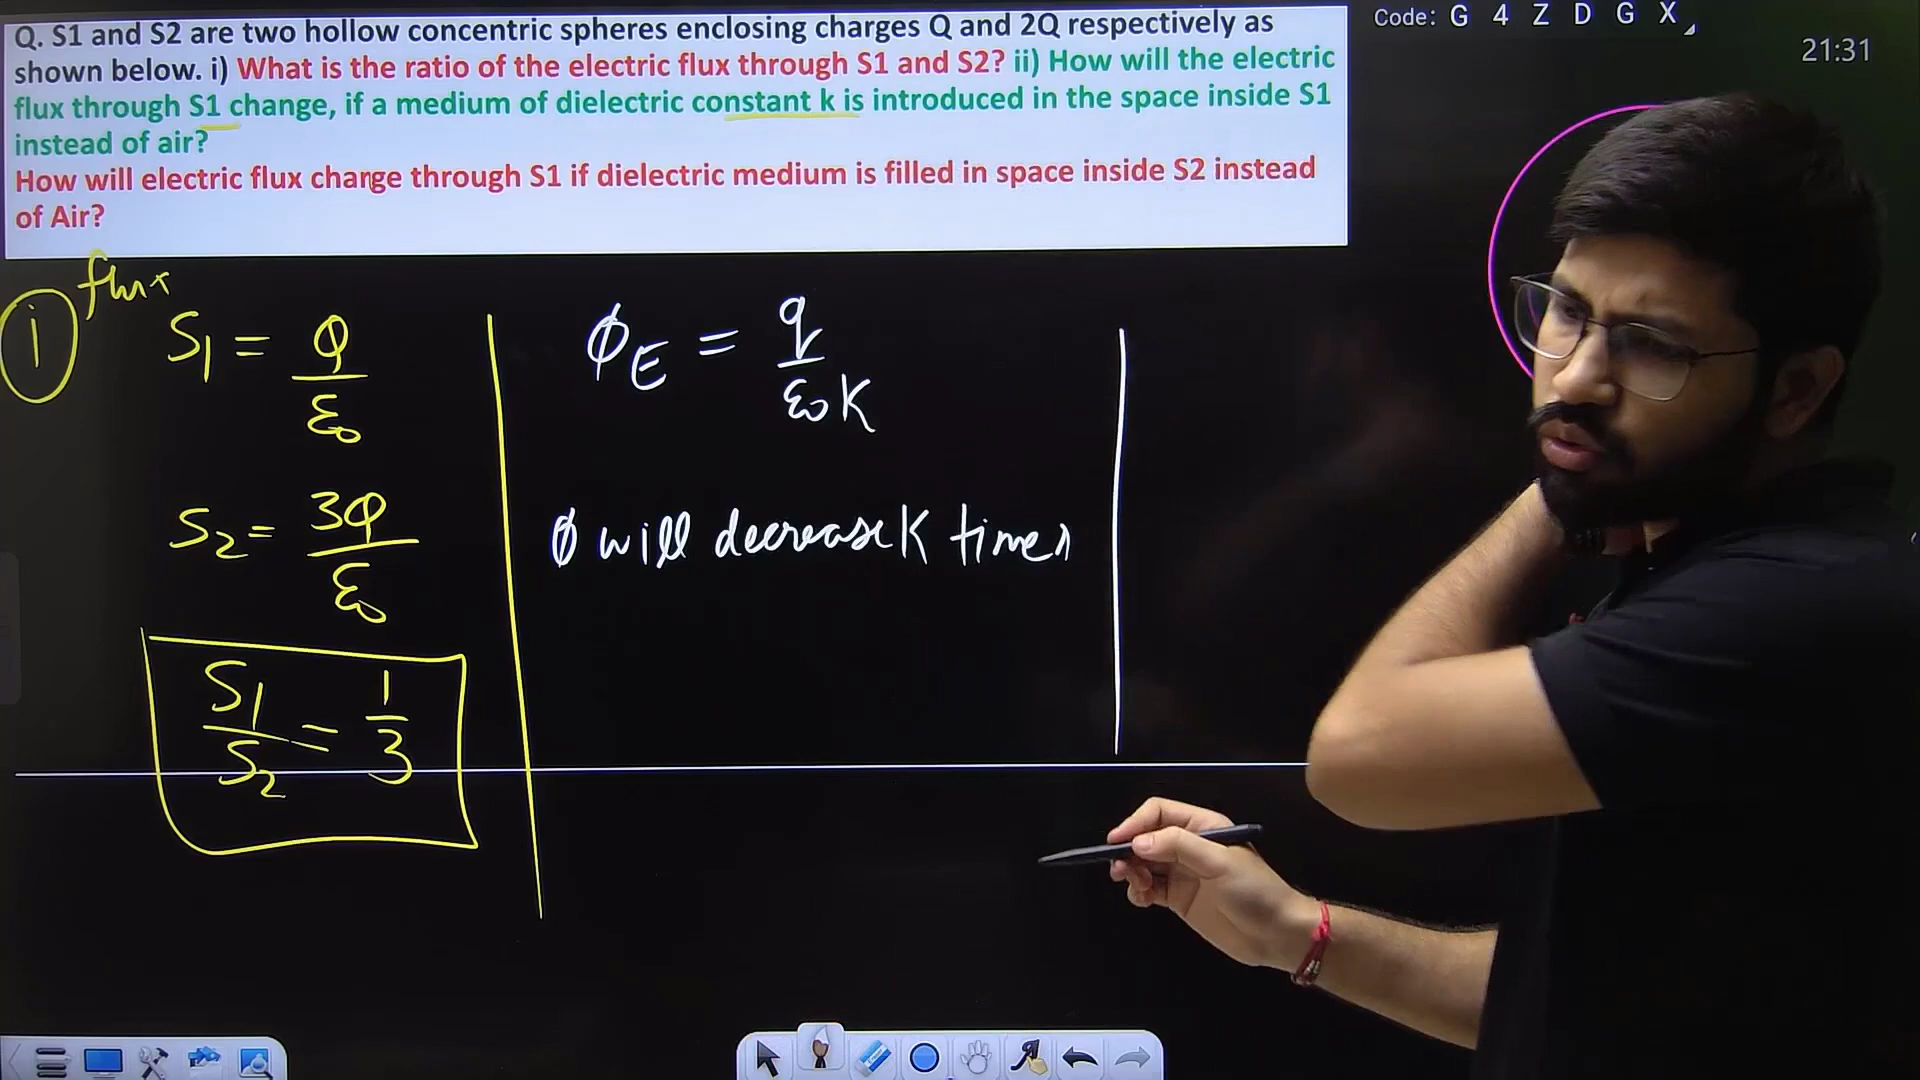 Code: G 4 Z D G X
21:31
Q. S1 and S2 are two hollow concentric spheres enclosing charges Q and 2Q respectively as
shown below. i) What is the ratio of the electric flux through S1 and S2? ii) How will the electric
flux through S1 change, if a medium of dielectric constant k is introduced in the space inside S1
instead of air?
How will electric flux charge through S1 if dielectric medium is filled in space inside S2 instead
of Air?
i
flux
S1 = Q/ε0
S2 = 3Q/ε0
S1/S2 = 1/3
ϕE = q/ε0K
ϕ will decrease K times